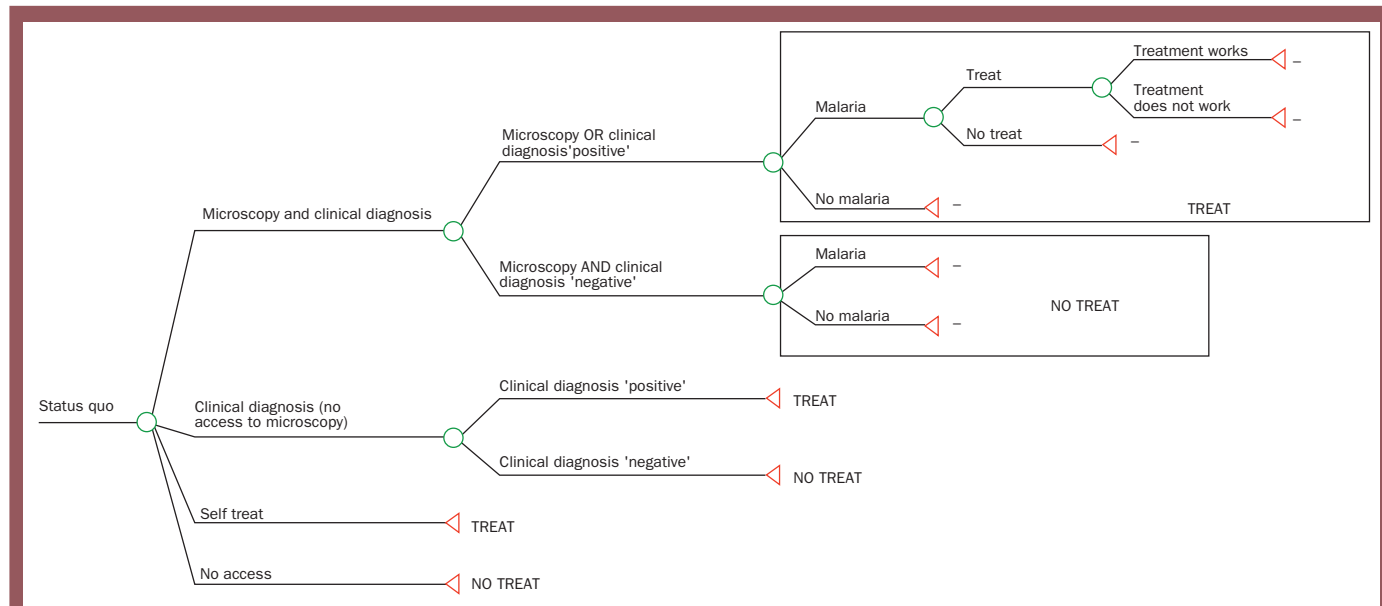 Treatment works
–
Treat
Treatment
does not work
–
Malaria
Microscopy OR clinical
diagnosis'positive'
No treat
–
No malaria
–
TREAT
Microscopy and clinical diagnosis
Microscopy AND clinical
diagnosis 'negative'
Malaria
–
NO TREAT
No malaria
–
Clinical diagnosis 'positive'
TREAT
Status quo
Clinical diagnosis (no
access to microscopy)
Clinical diagnosis 'negative'
NO TREAT
Self treat
TREAT
No access
NO TREAT